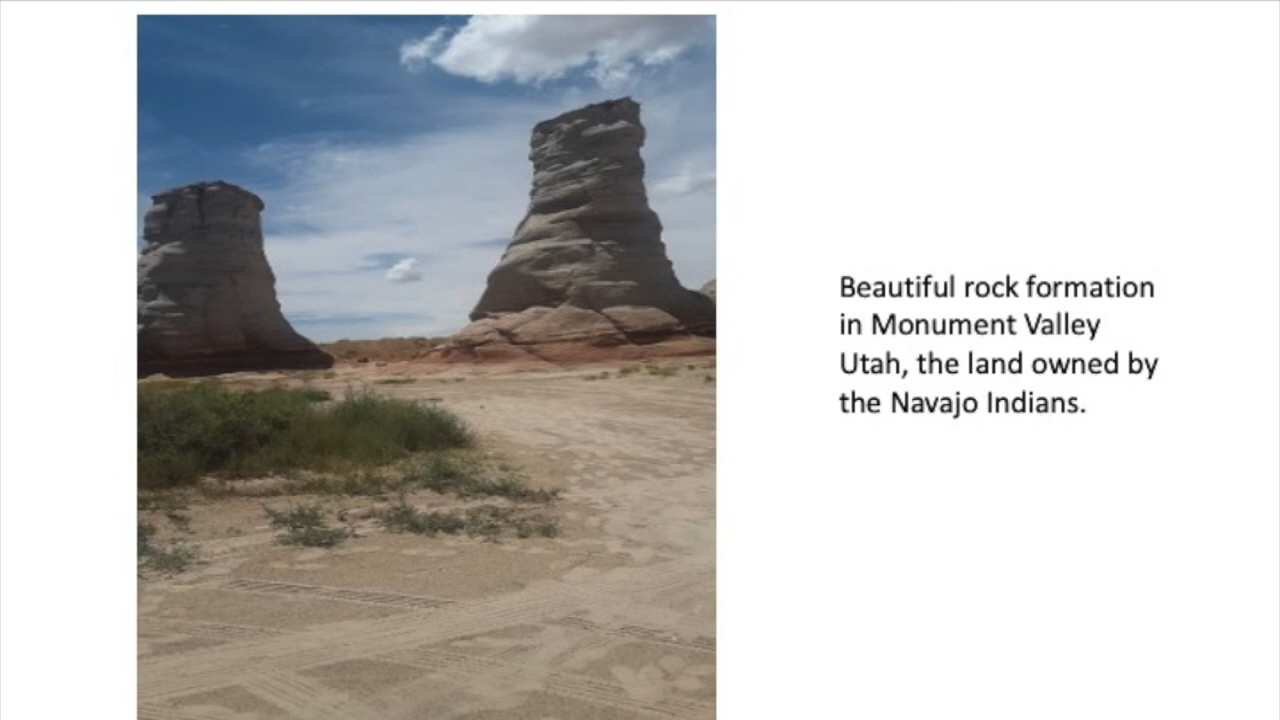 Beautiful rock formation
in Monument Valley
Utah, the land owned by
the Navajo Indians.